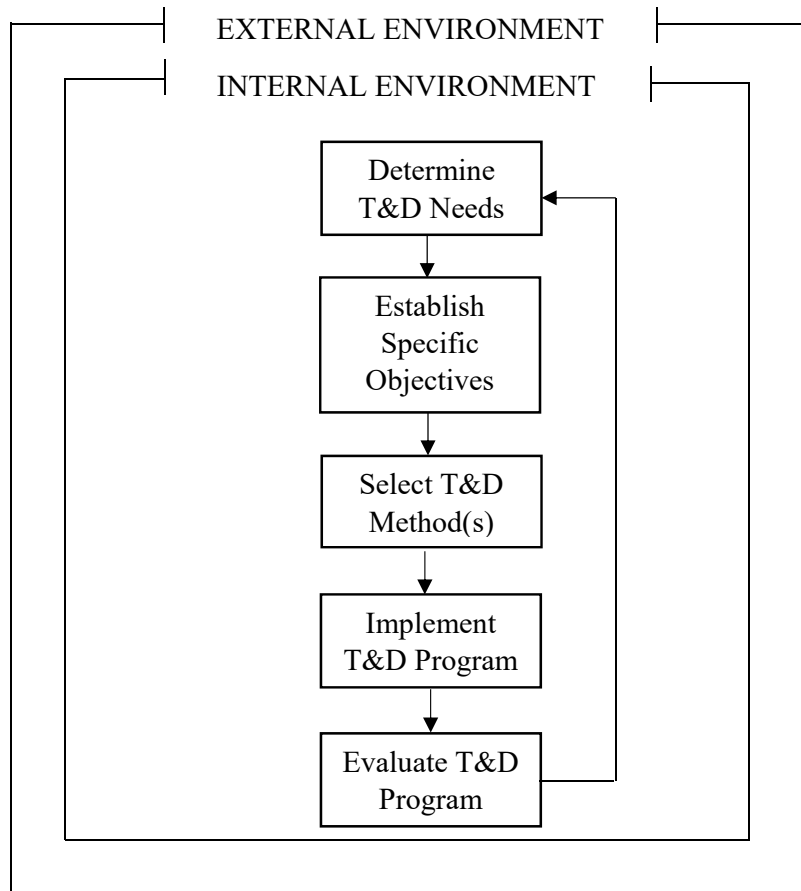 EXTERNAL ENVIRONMENT
INTERNAL ENVIRONMENT
Determine
T&D Needs
Establish
Specific
Objectives
Select T&D
Method(s)
Implement
T&D Program
Evaluate T&D
Program